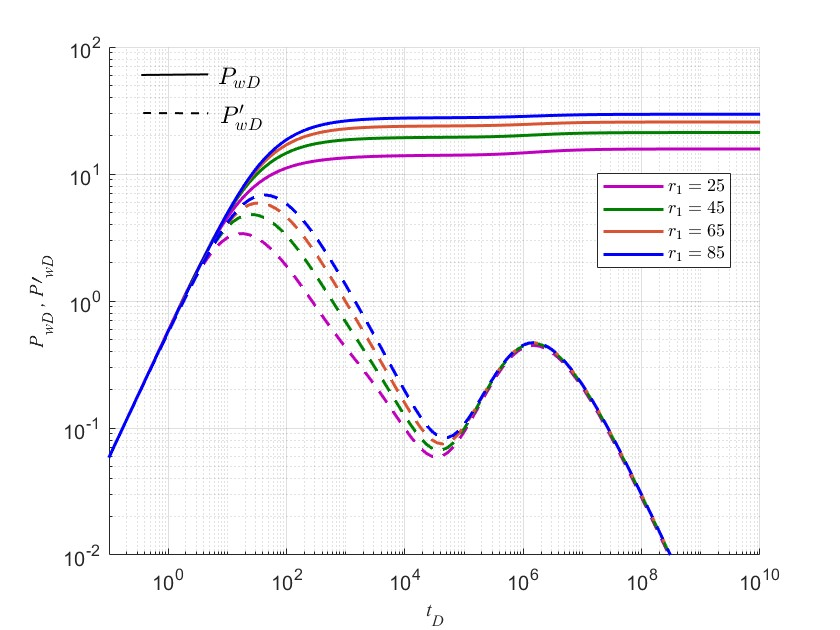 10^2
10^1
10^0
10^-1
10^-2
P_wD, P'_wD
P_wD
P'_wD
r_1 = 25
r_1 = 45
r_1 = 65
r_1 = 85
10^0 10^2 10^4 10^6 10^8 10^10
t_D